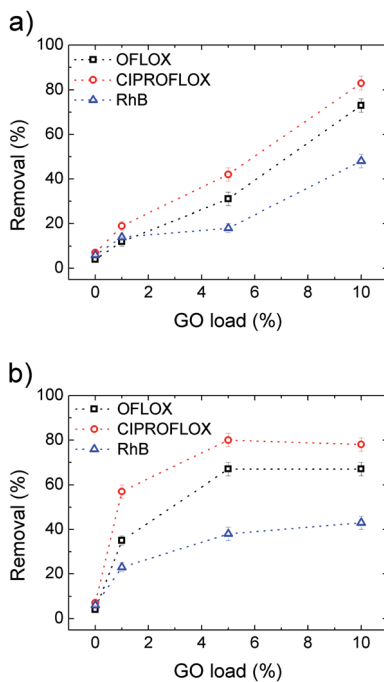 a)
100
80
60
40
20
0
Removal (%)
OFLOX
CIPROFLOX
RhB
0 2 4 6 8 10
GO load (%)
b)
100
80
60
40
20
0
Removal (%)
OFLOX
CIPROFLOX
RhB
0 2 4 6 8 10
GO load (%)